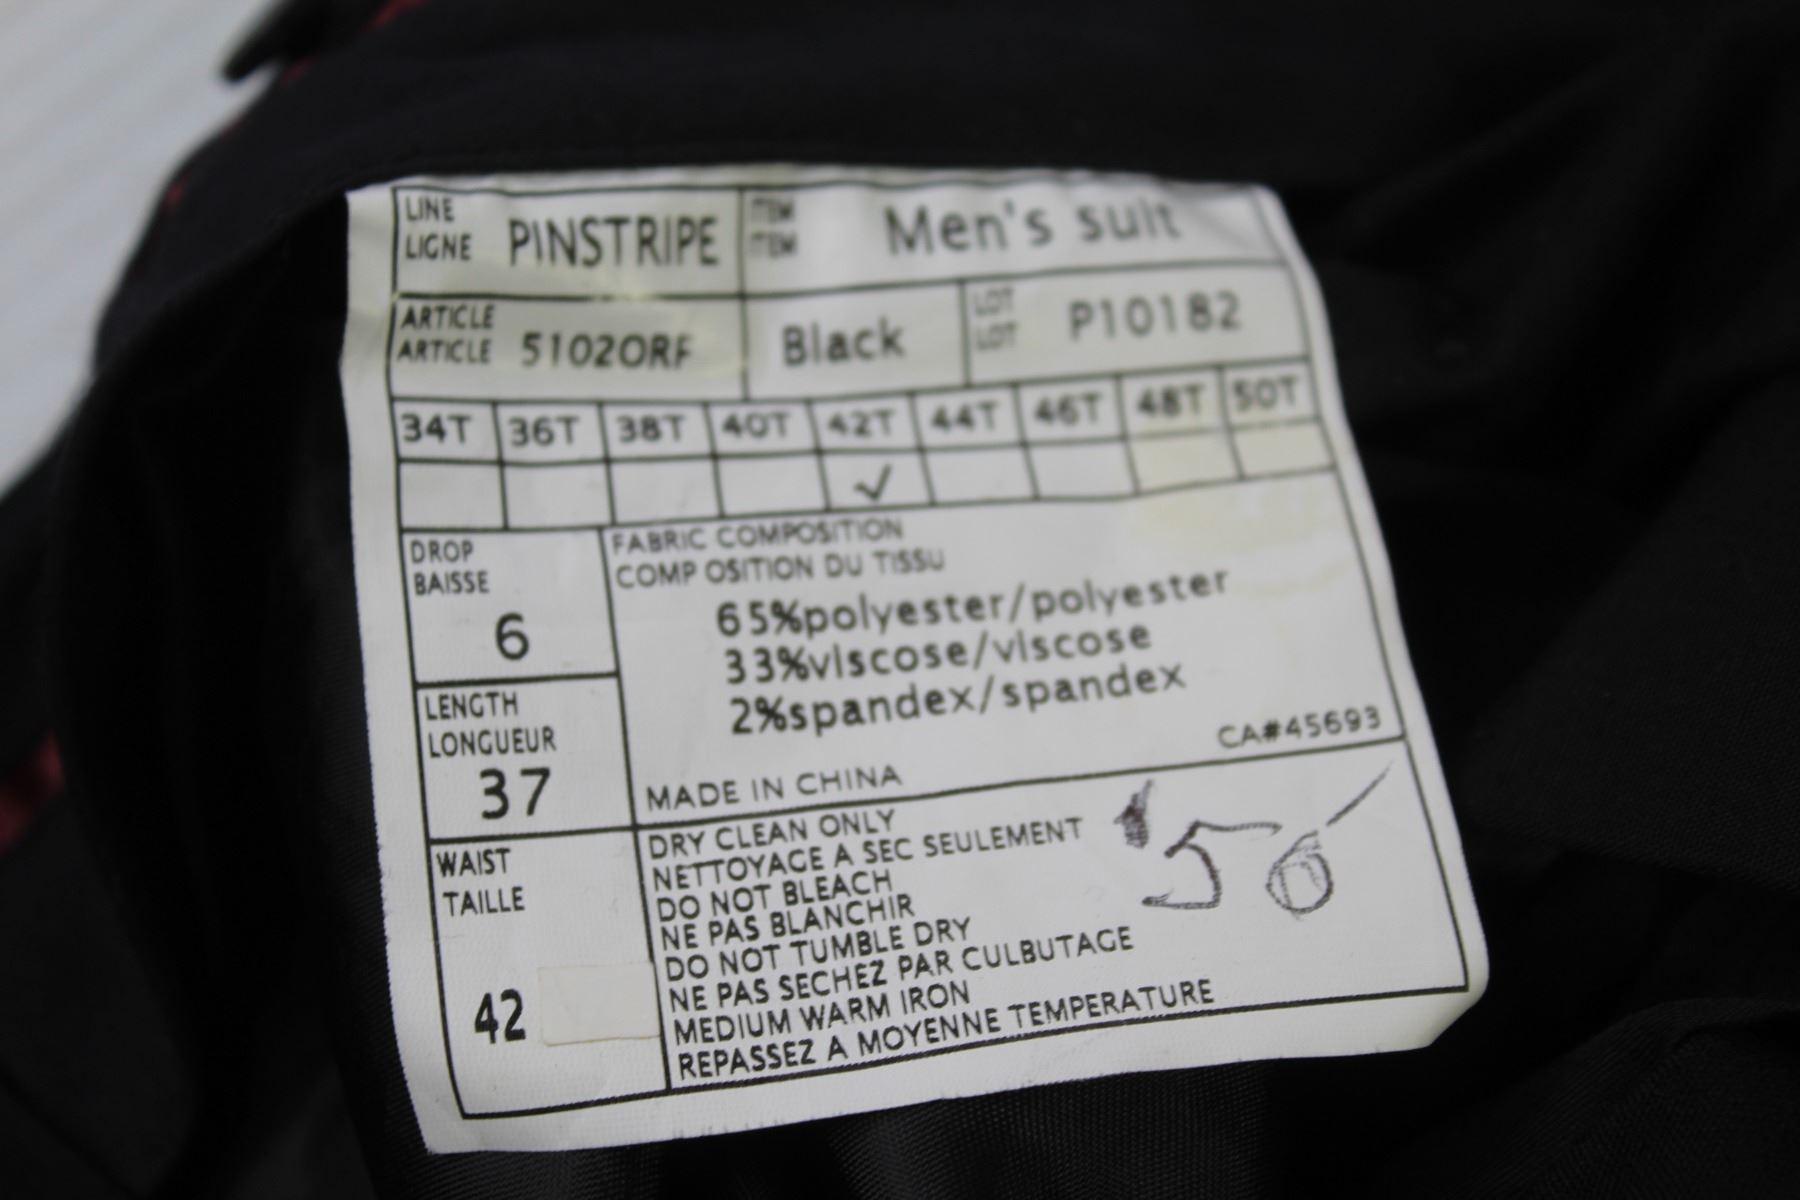 LINE
LIGNE PINSTRIPE ITEM
ITEM Men's suit
ARTICLE
ARTICLE 51020RF Black LOT
LOT P10182
34T 36T 38T 40T 42T 44T 46T 48T 50T
✓
DROP
BAISSE
6
FABRIC COMPOSITION
COMP OSITION DU TISSU
65%polyester/polyester
33%viscose/viscose
2%spandex/spandex
CA#45693
LENGTH
LONGUEUR
37
MADE IN CHINA
WAIST
TAILLE
42
DRY CLEAN ONLY
NETTOYAGE A SEC SEULEMENT
DO NOT BLEACH
NE PAS BLANCHIR
DO NOT TUMBLE DRY
NE PAS SECHEZ PAR CULBUTAGE
MEDIUM WARM IRON
REPASSEZ A MOYENNE TEMPERATURE
56